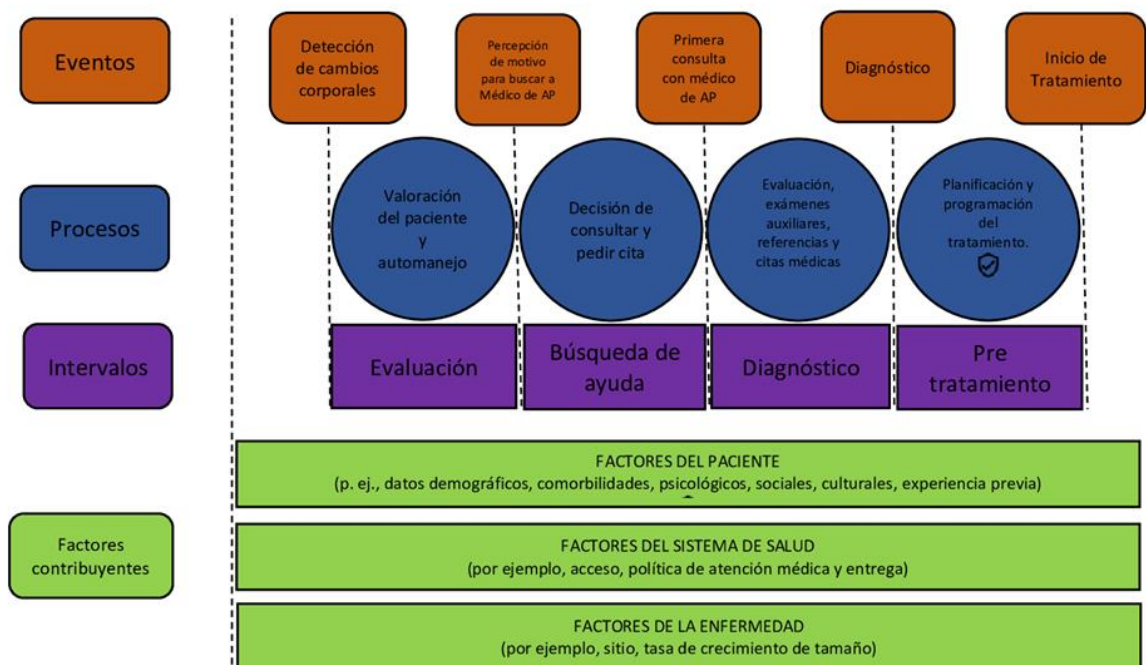 Eventos
Detección
de cambios
corporales
Percepción
de motivo
para buscar a
Médico de AP
Primera
consulta
con médico
de AP
Diagnóstico
Inicio de
Tratamiento
Procesos
Valoración
del paciente
y
automanejo
Decisión de
consultar y
pedir cita
Evaluación,
exámenes
auxiliares,
referencias y
citas médicas
Planificación y
programación
del
tratamiento.
Intervalos
Evaluación
Búsqueda de
ayuda
Diagnóstico
Pre
tratamiento
Factores
contribuyentes
FACTORES DEL PACIENTE
(p. ej., datos demográficos, comorbilidades, psicológicos, sociales, culturales, experiencia previa)
FACTORES DEL SISTEMA DE SALUD
(por ejemplo, acceso, política de atención médica y entrega)
FACTORES DE LA ENFERMEDAD
(por ejemplo, sitio, tasa de crecimiento de tamaño)